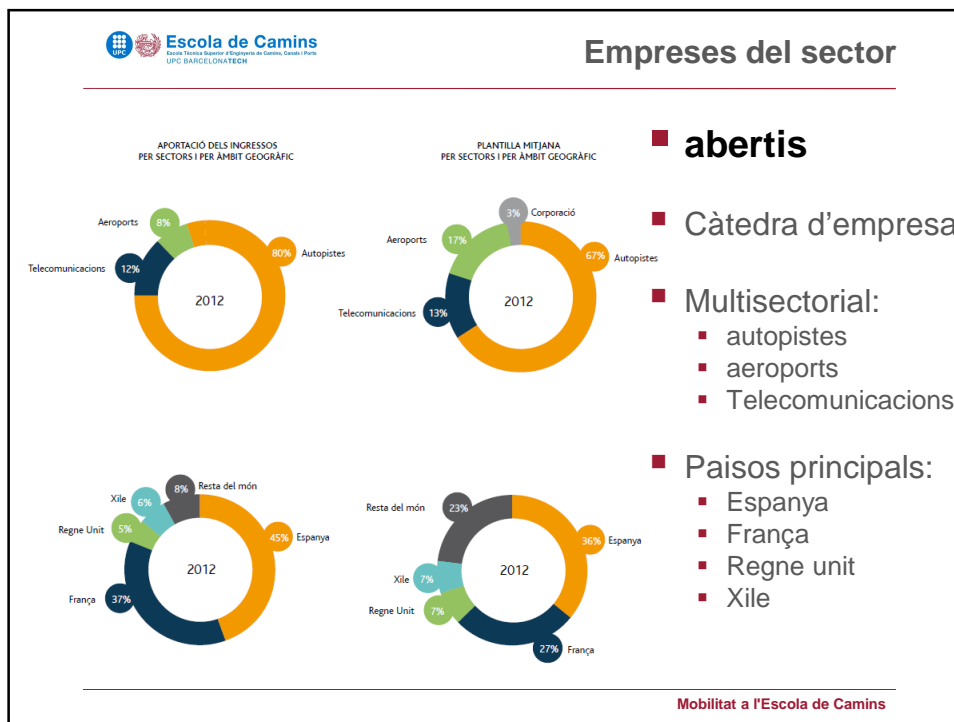 UPC
Escola de Camins
Escola Tècnica Superior d'Enginyeria de Camins, Canals i Ports
UPC BARCELONATECH
Empreses del sector
APORTACIÓ DELS INGRESSOS
PER SECTORS I PER ÀMBIT GEOGRÀFIC
Aeroports
8%
80%
Autopistes
Telecomunicacions
12%
2012
PLANTILLA MITJANA
PER SECTORS I PER ÀMBIT GEOGRÀFIC
3%
Corporació
Aeroports
17%
67%
Autopistes
2012
Telecomunicacions
13%
8%
Resta del món
Xile
6%
Regne Unit
5%
45%
Espanya
2012
França
37%
Resta del món
23%
36%
Espanya
2012
Xile
7%
Regne Unit
7%
27%
França
abertis
Càtedra d'empresa
Multisectorial:
autopistes
aeroports
Telecomunicacions
Paisos principals:
Espanya
França
Regne unit
Xile
Mobilitat a l'Escola de Camins